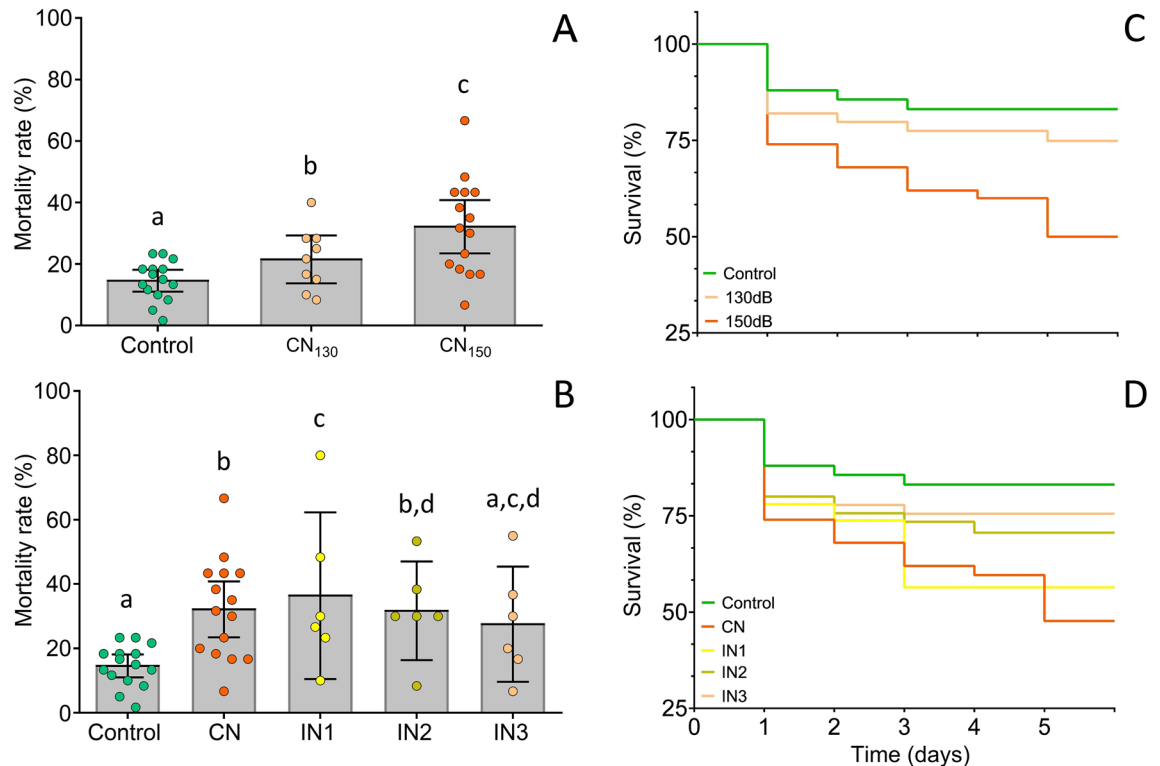 A
Mortality rate (%)
100
80
60
40
20
0
a
b
c
Control
CN₁₃₀
CN₁₅₀
C
Survival (%)
100
75
50
25
Control
130dB
150dB
B
Mortality rate (%)
100
80
60
40
20
0
a
b
c
b,d
a,c,d
Control
CN
IN1
IN2
IN3
D
Survival (%)
100
75
50
25
Control
CN
IN1
IN2
IN3
0 1 2 3 4 5
Time (days)